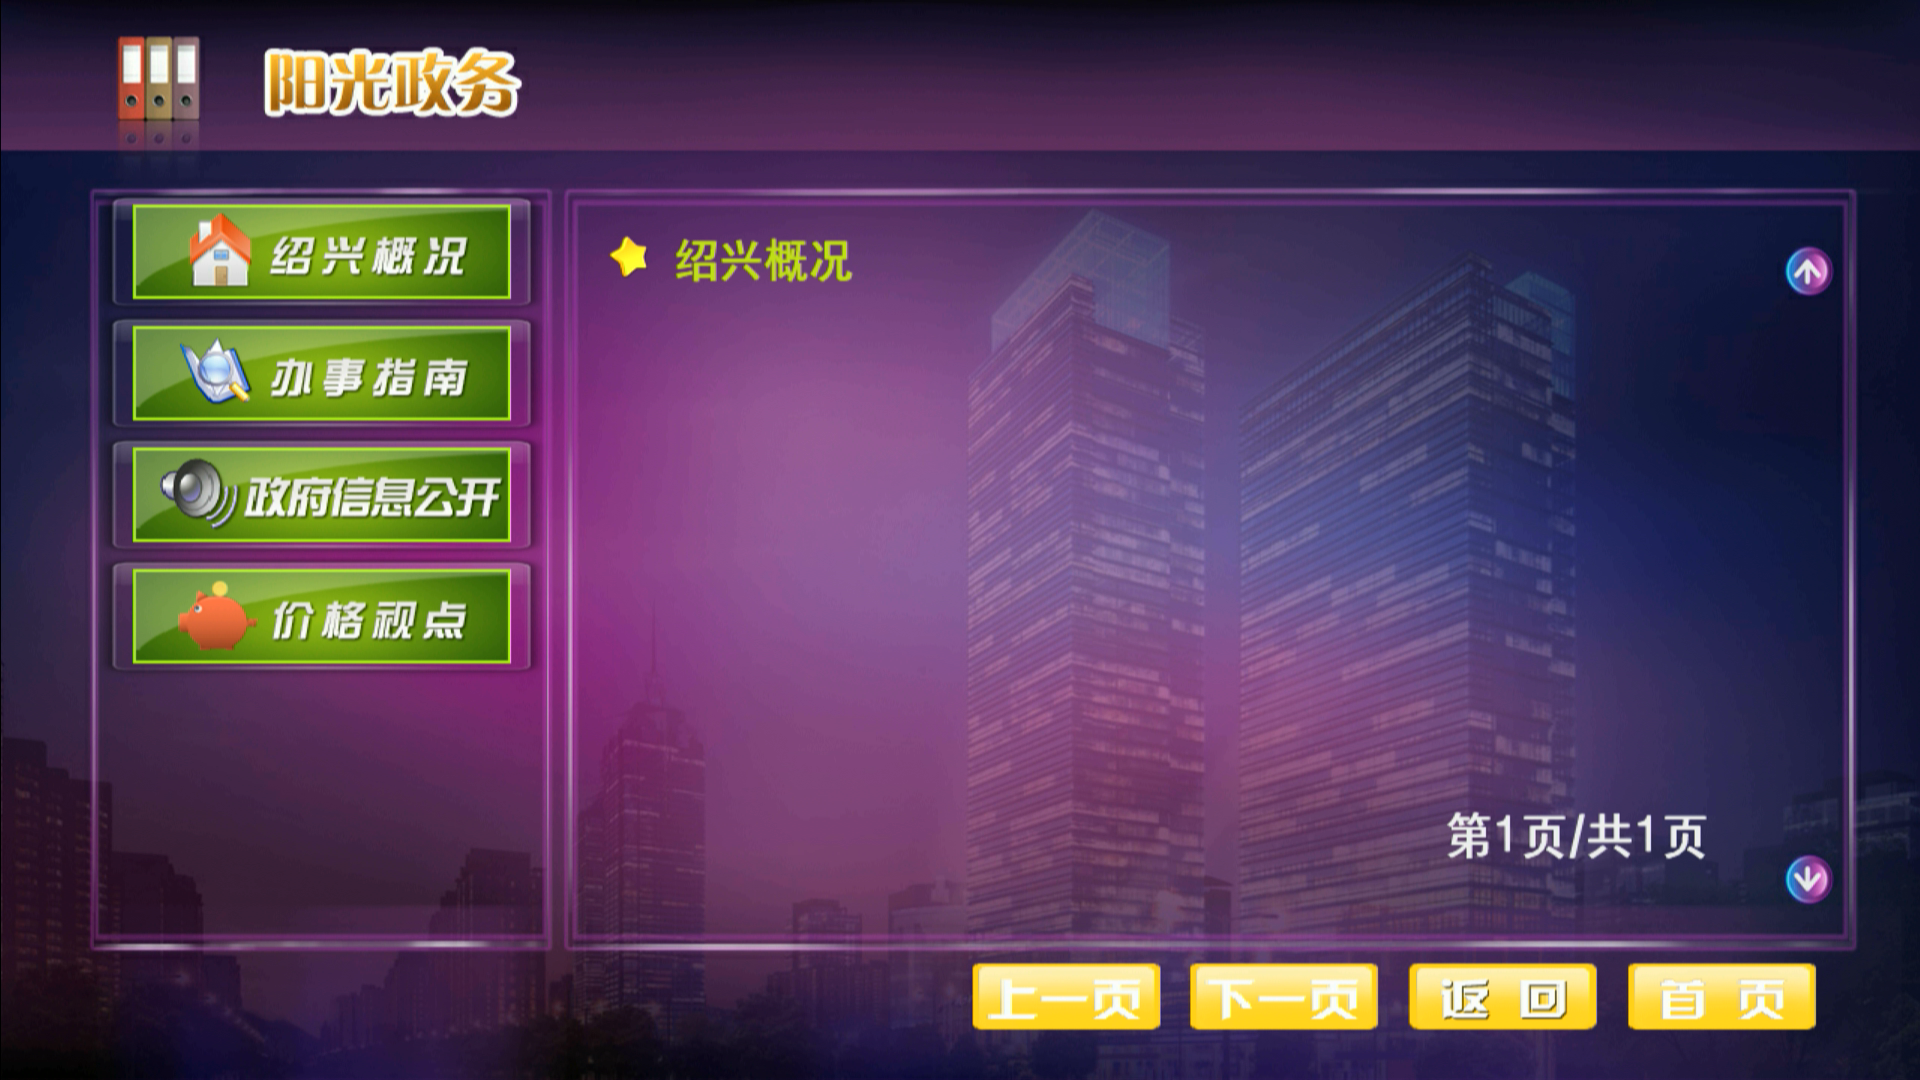 阳光政务
绍兴概况
办事指南
政府信息公开
价格视点
绍兴概况
第1页/共1页
上一页
下一页
返回
首页